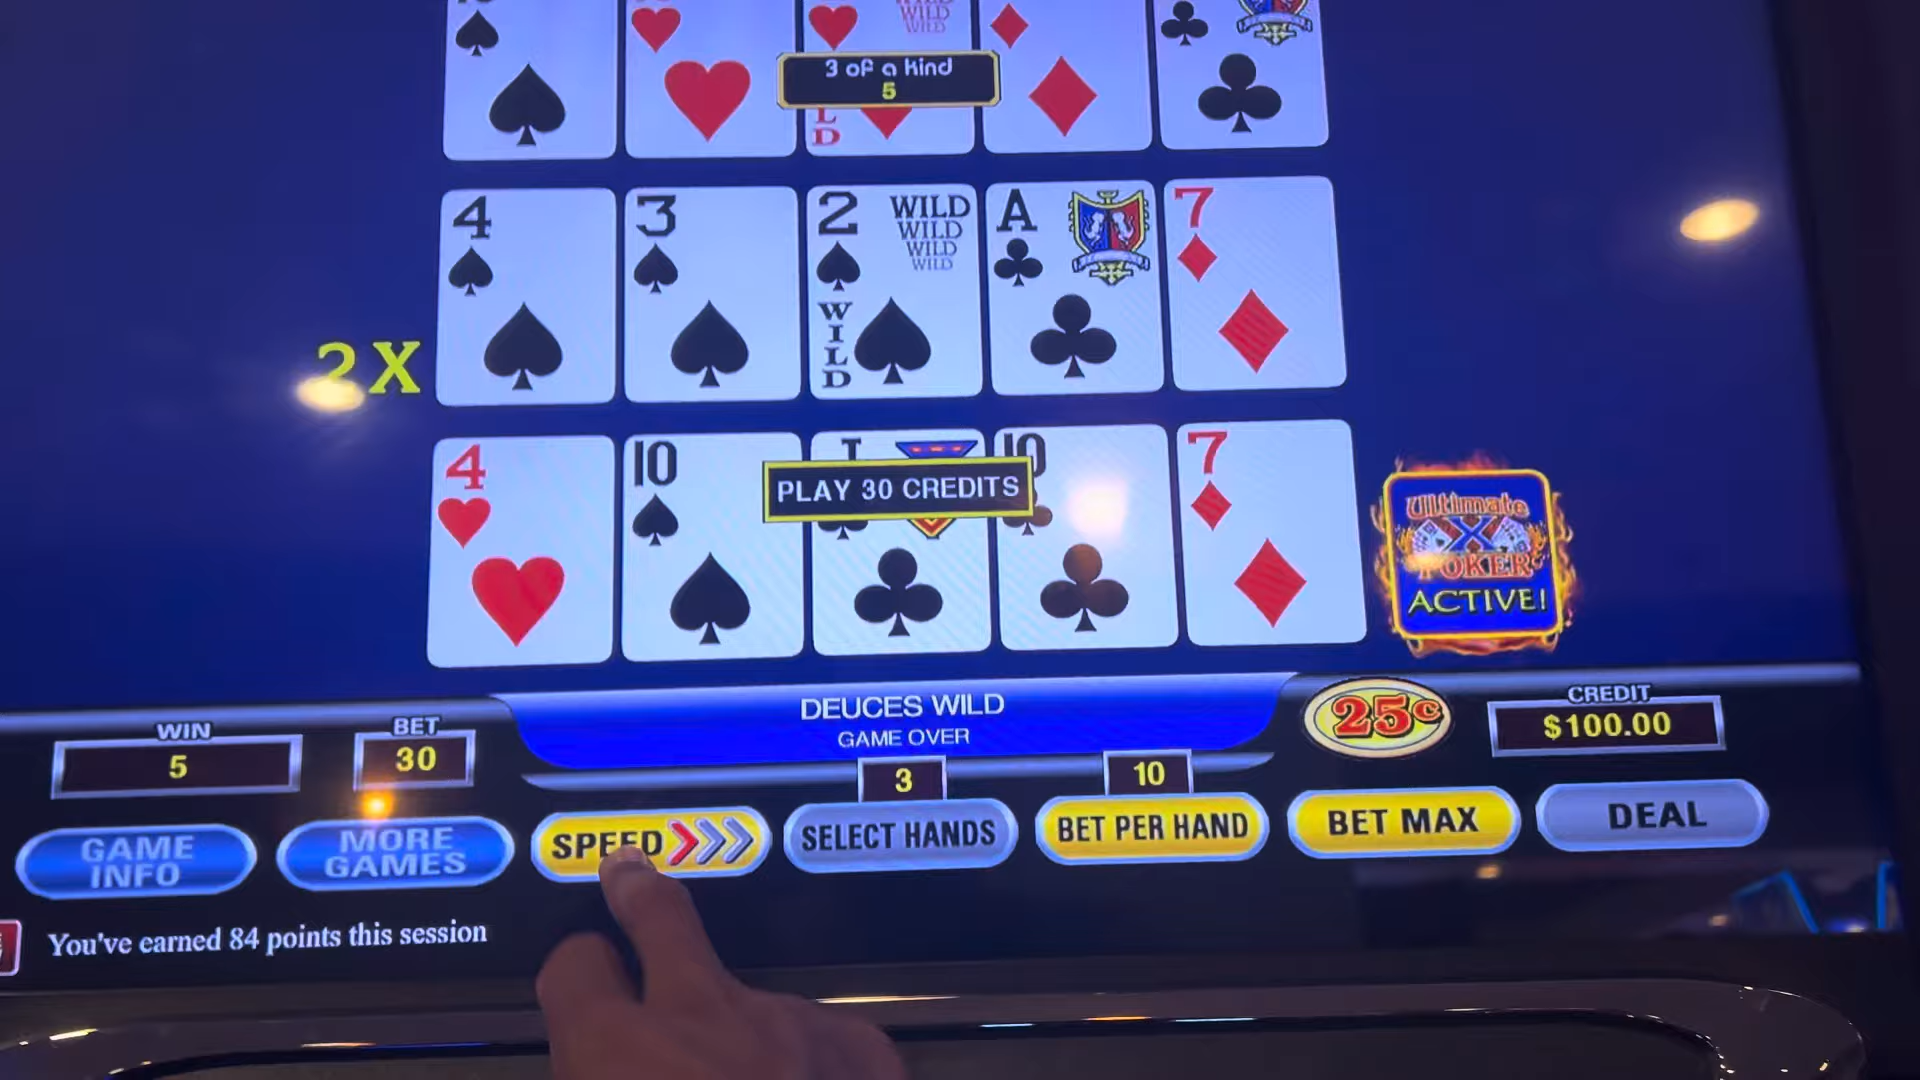 WILD
WILD
3 of a kind
5
L
D
4
3
2
WILD
WILD
WILD
WILD
W
I
L
D
A
7
2X
4
10
J
10
7
PLAY 30 CREDITS
Ultimate
X
POKER
ACTIVE!
DEUCES WILD
GAME OVER
WIN
5
BET
30
3
10
25¢
CREDIT
$100.00
GAME
INFO
MORE
GAMES
SPEED
SELECT HANDS
BET PER HAND
BET MAX
DEAL
You've earned 84 points this session